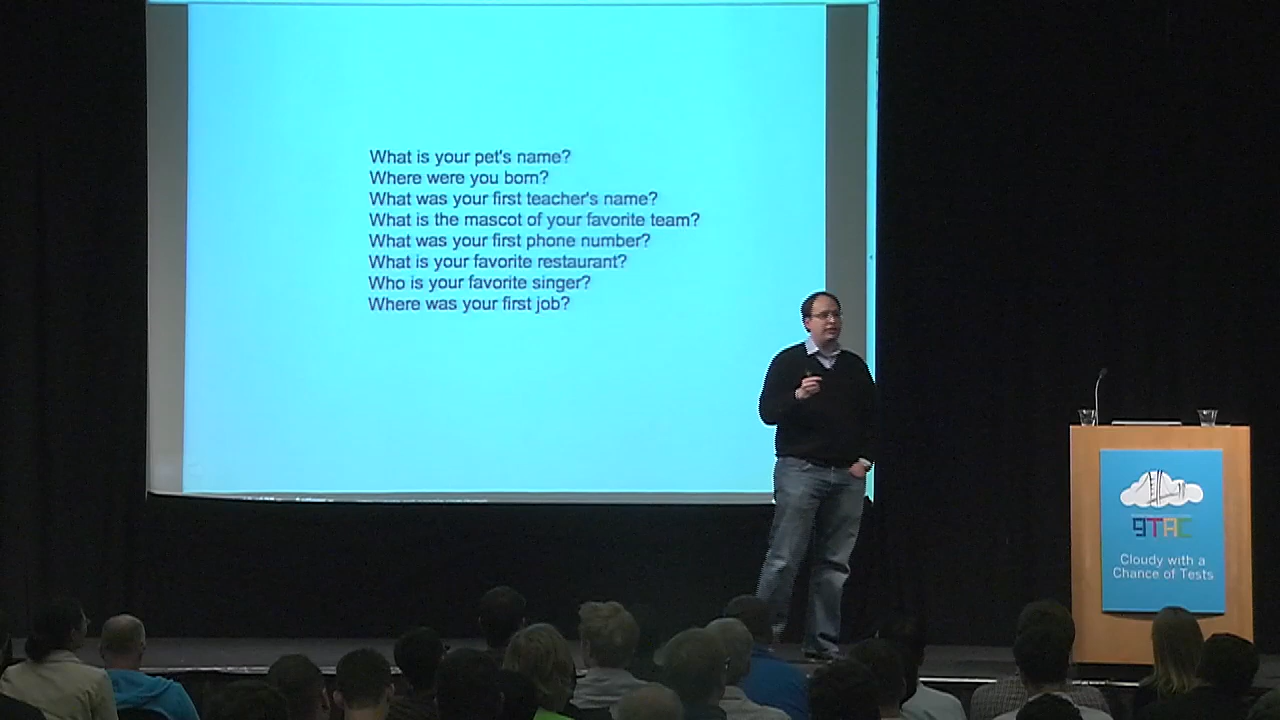 What is your pet's name?
Where were you born?
What was your first teacher's name?
What is the mascot of your favorite team?
What was your first phone number?
What is your favorite restaurant?
Who is your favorite singer?
Where was your first job?
gTAC
Cloudy with a
Chance of Tests